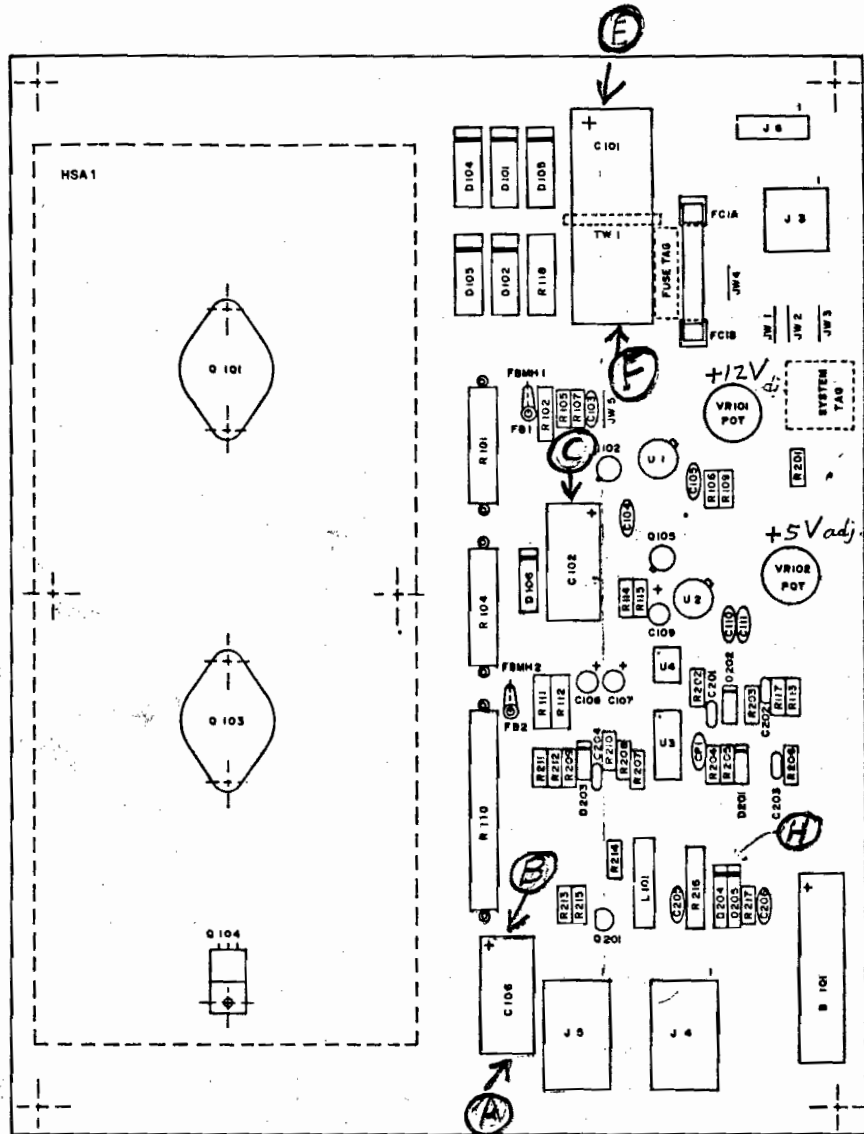 E
HSA1
D104
D101
D105
+
C101
TW1
J6
J3
FC1A
FUSE TAG
JW4
D105
D102
R118
FC1B
JW1
JW2
JW3
F
Q101
FBMH1
FB1
R102
R105
R107
C103
JW5
+12V adj
VR101
POT
SYSTEM
TAG
R101
C
Q102
U1
C105
R106
R109
R201
C104
+
C102
D106
Q105
+5V adj.
VR102
POT
R104
R114
R115
+
C109
U2
C110
C111
FBMH2
FB2
R111
R112
+
C106
+
C107
U4
R202
C201
D202
R203
C202
R117
R113
Q103
R211
R212
R209
D203
C204
R210
R208
R207
U3
CF1
R204
R205
D201
C203
R206
R110
H
B
R214
L101
R213
R215
Q201
C205
R216
D204
D205
R217
C206
Q104
+
C106
J5
J4
+
B101
A